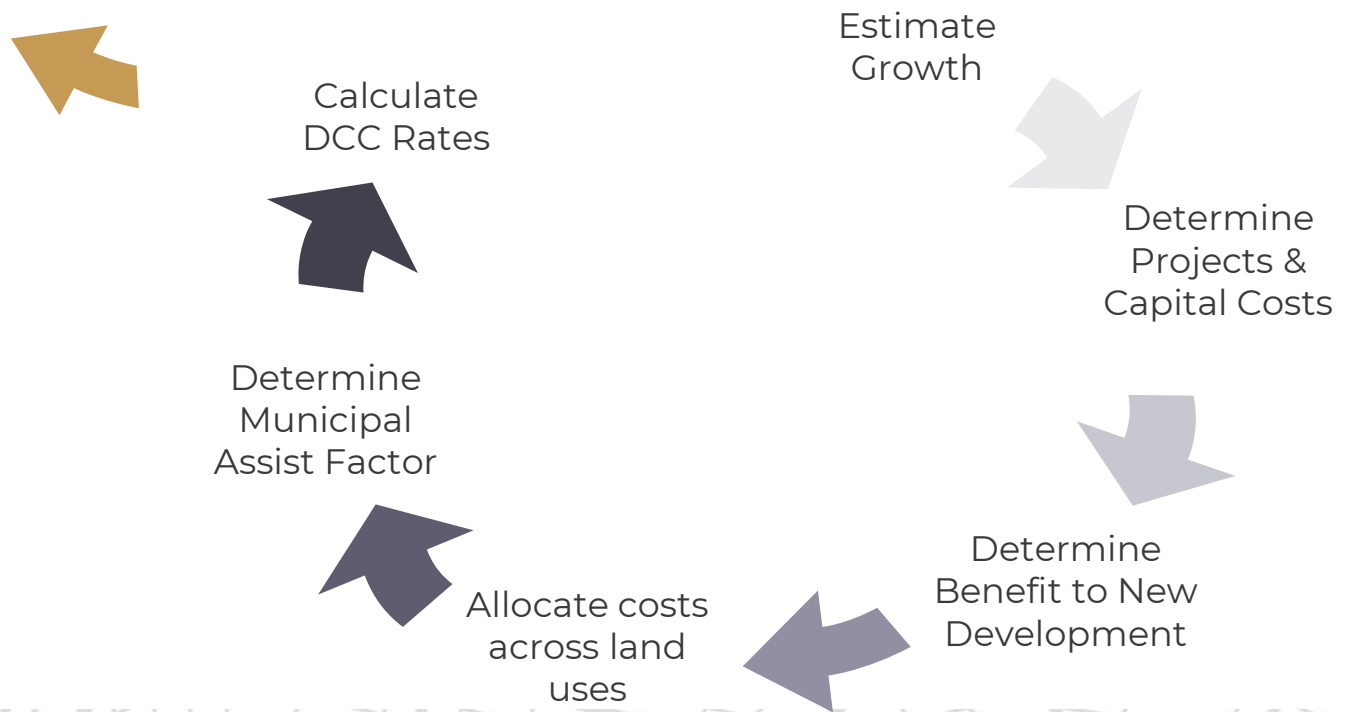 Estimate
Growth
Determine
Projects &
Capital Costs
Determine
Benefit to New
Development
Allocate costs
across land
uses
Determine
Municipal
Assist Factor
Calculate
DCC Rates